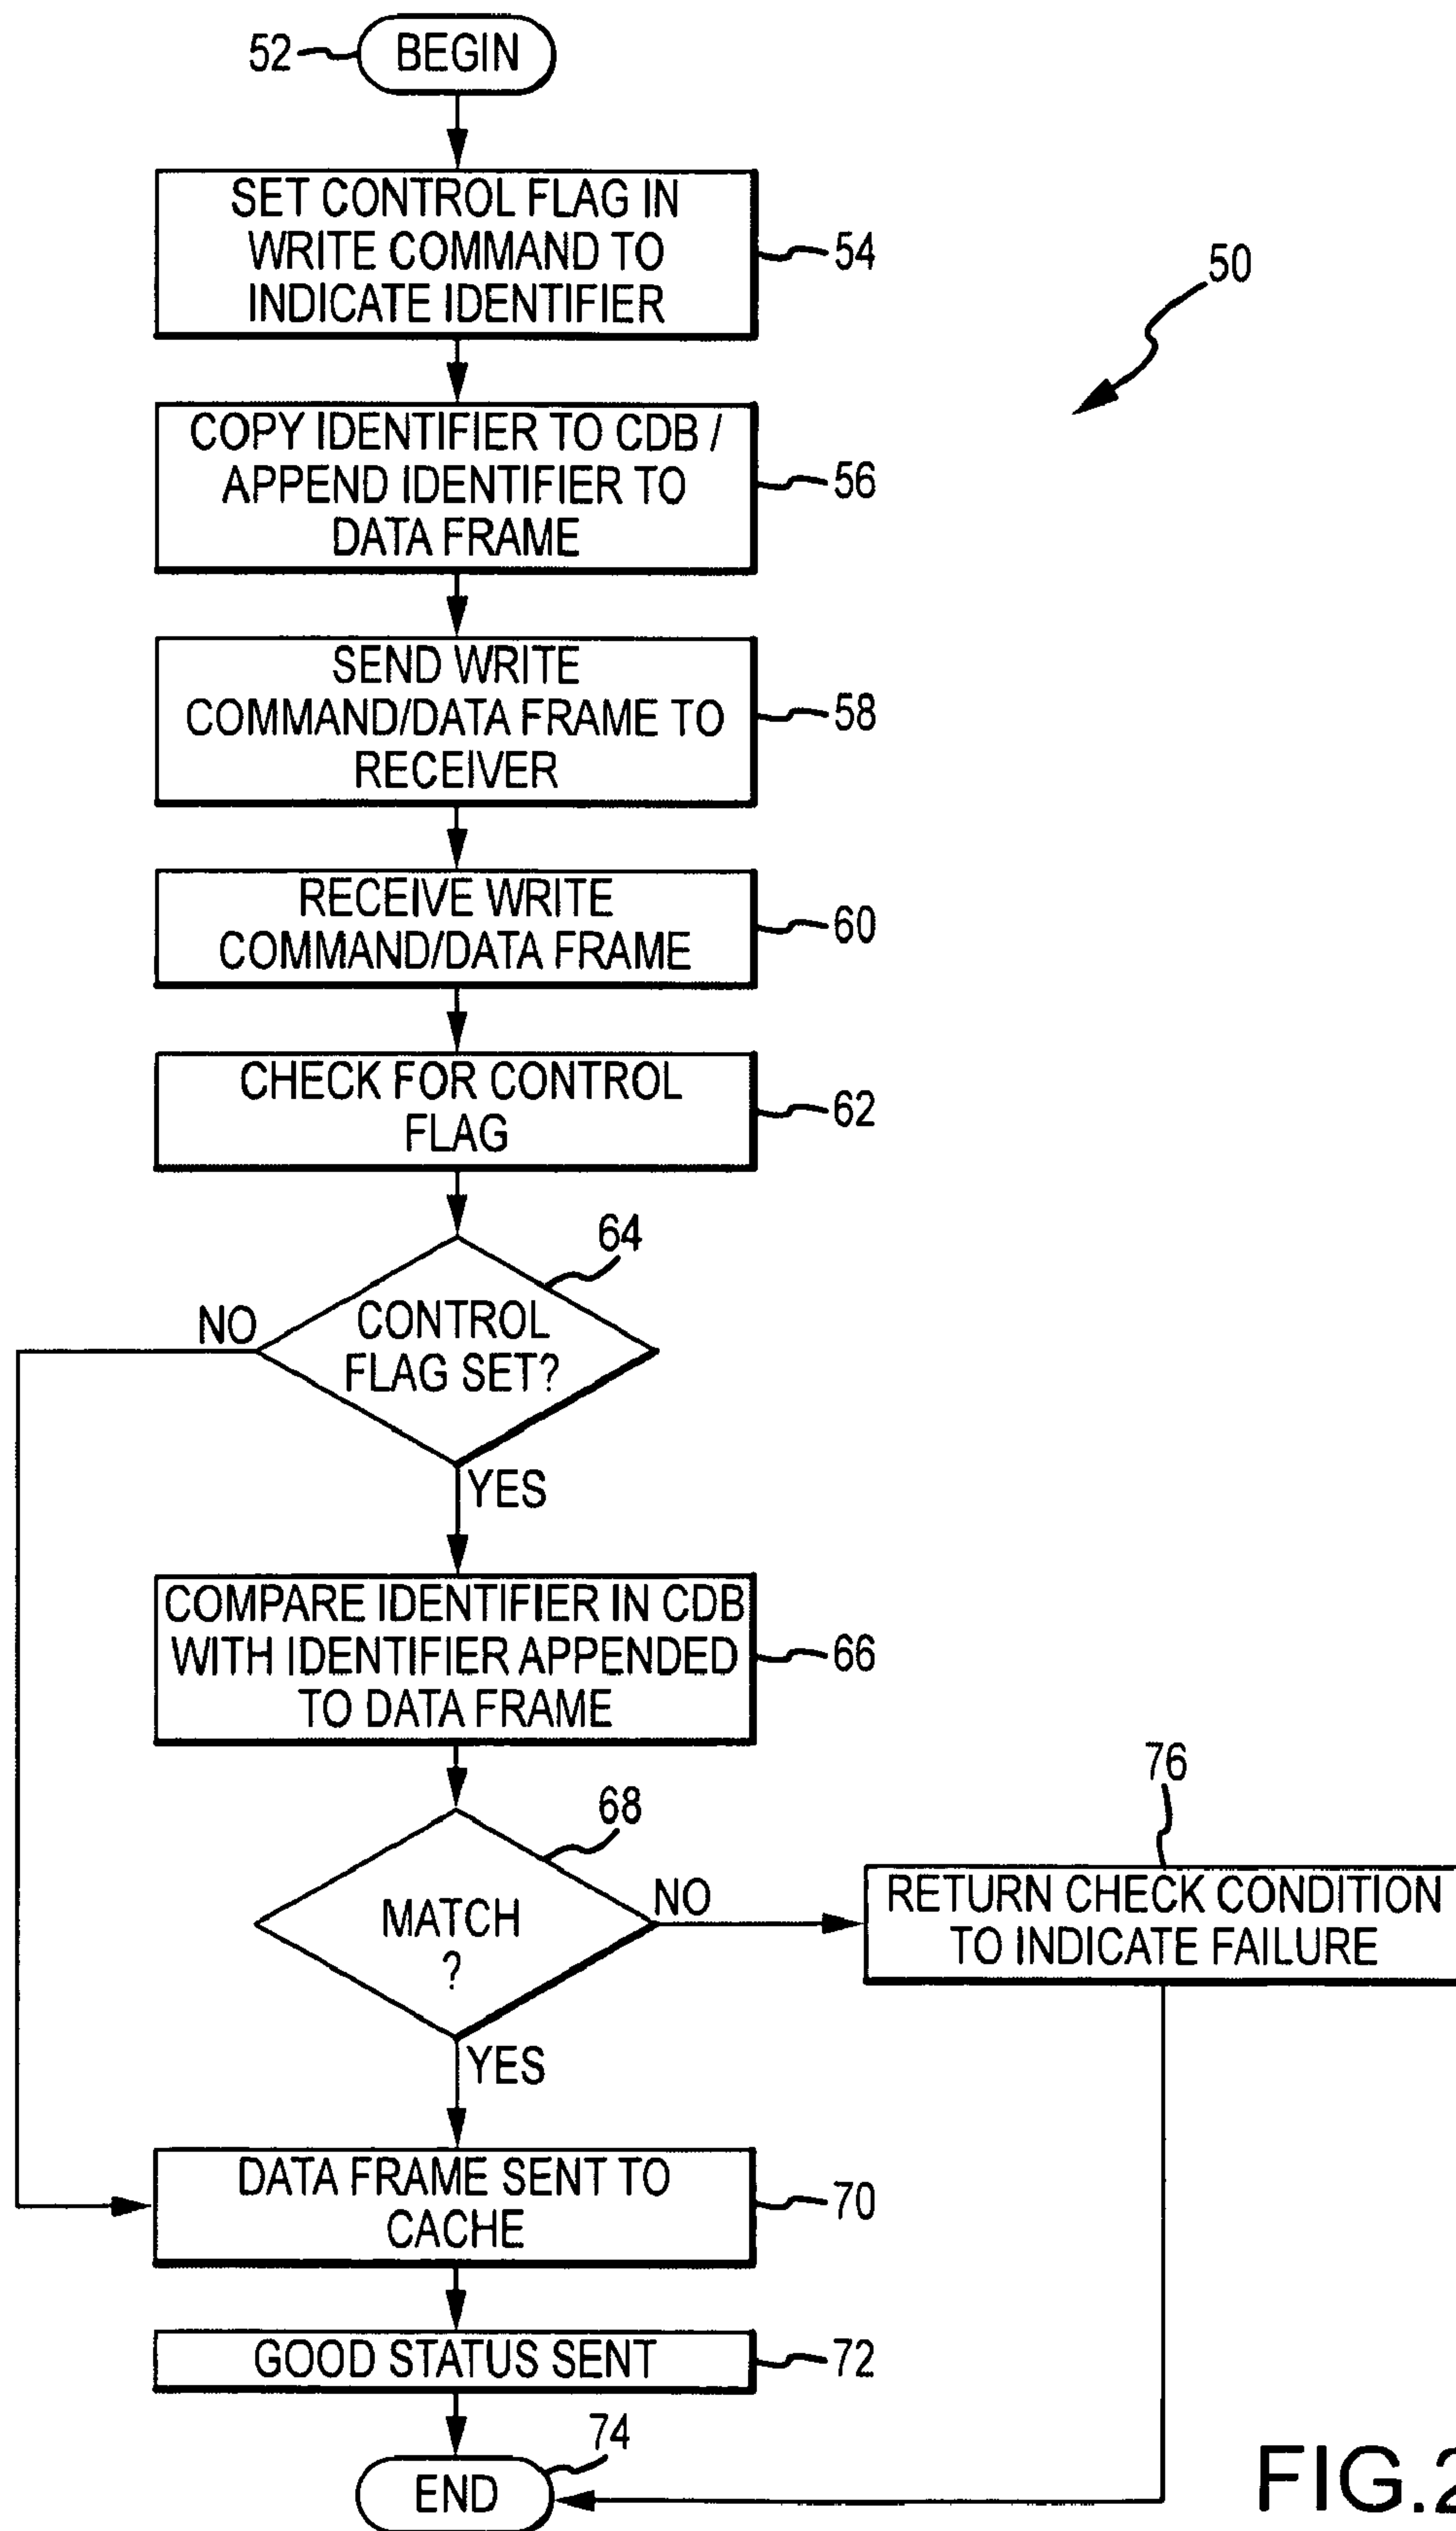 52
BEGIN
SET CONTROL FLAG IN
WRITE COMMAND TO
INDICATE IDENTIFIER
54
50
COPY IDENTIFIER TO CDB /
APPEND IDENTIFIER TO
DATA FRAME
56
SEND WRITE
COMMAND/DATA FRAME TO
RECEIVER
58
RECEIVE WRITE
COMMAND/DATA FRAME
60
CHECK FOR CONTROL
FLAG
62
64
NO
CONTROL
FLAG SET?
YES
COMPARE IDENTIFIER IN CDB
WITH IDENTIFIER APPENDED
TO DATA FRAME
66
68
MATCH
?
NO
76
RETURN CHECK CONDITION
TO INDICATE FAILURE
YES
DATA FRAME SENT TO
CACHE
70
GOOD STATUS SENT
72
74
END
FIG.2